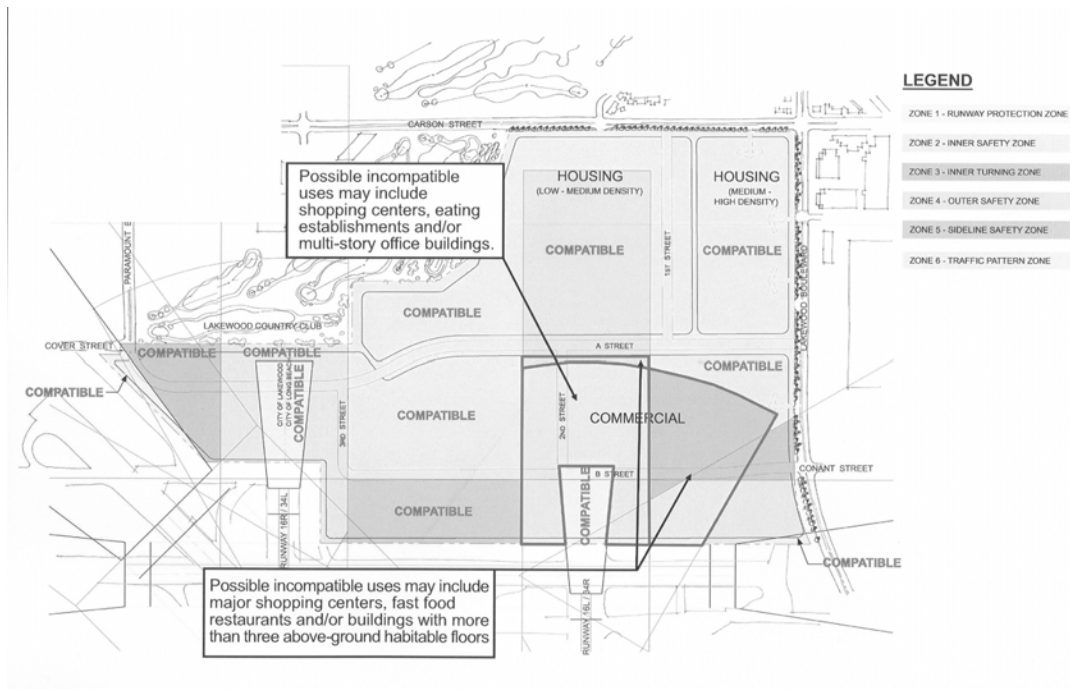 LEGEND
ZONE 1 - RUNWAY PROTECTION ZONE
ZONE 2 - INNER SAFETY ZONE
ZONE 3 - INNER TURNING ZONE
ZONE 4 - OUTER SAFETY ZONE
ZONE 5 - SIDELINE SAFETY ZONE
ZONE 6 - TRAFFIC PATTERN ZONE
CARSON STREET
Possible incompatible
uses may include
shopping centers, eating
establishments and/or
multi-story office buildings.
HOUSING
(LOW - MEDIUM DENSITY)
HOUSING
(MEDIUM -
HIGH DENSITY)
COMPATIBLE
COMPATIBLE
PARAMOUNT B
1ST STREET
LAKEWOOD BOULEVARD
COMPATIBLE
LAKEWOOD COUNTRY CLUB
COVER STREET
COMPATIBLE
COMPATIBLE
A STREET
COMPATIBLE
COMPATIBLE
CITY OF LAKEWOOD
CITY OF LONG BEACH
COMPATIBLE
3RD STREET
COMPATIBLE
2ND STREET
COMMERCIAL
B STREET
CONANT STREET
COMPATIBLE
COMPATIBLE
RUNWAY 16R / 34L
COMPATIBLE
Possible incompatible uses may include
major shopping centers, fast food
restaurants and/or buildings with more
than three above-ground habitable floors
RUNWAY 16L / 34R